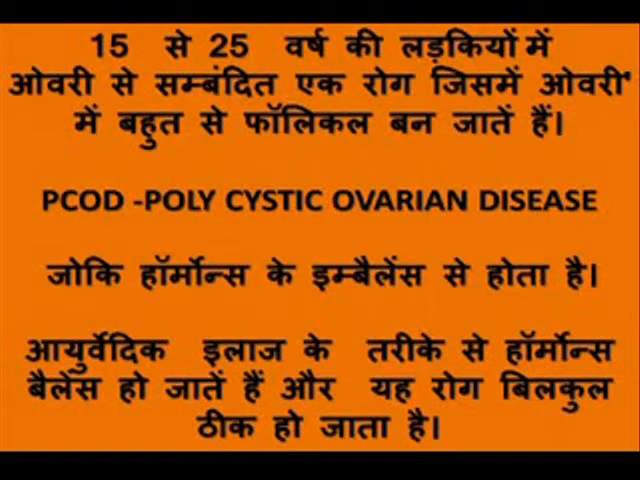 15 से 25 वर्ष की लड़कियों में
ओवरी से सम्बंदित एक रोग जिसमें ओवरी'
में बहुत से फॉलिकल बन जातें हैं।
PCOD -POLY CYSTIC OVARIAN DISEASE
जोकि हॉर्मोन्स के इम्बैलेंस से होता है।
आयुर्वेदिक इलाज के तरीके से हॉर्मोन्स
बैलेंस हो जातें हैं और यह रोग बिलकुल
ठीक हो जाता है।